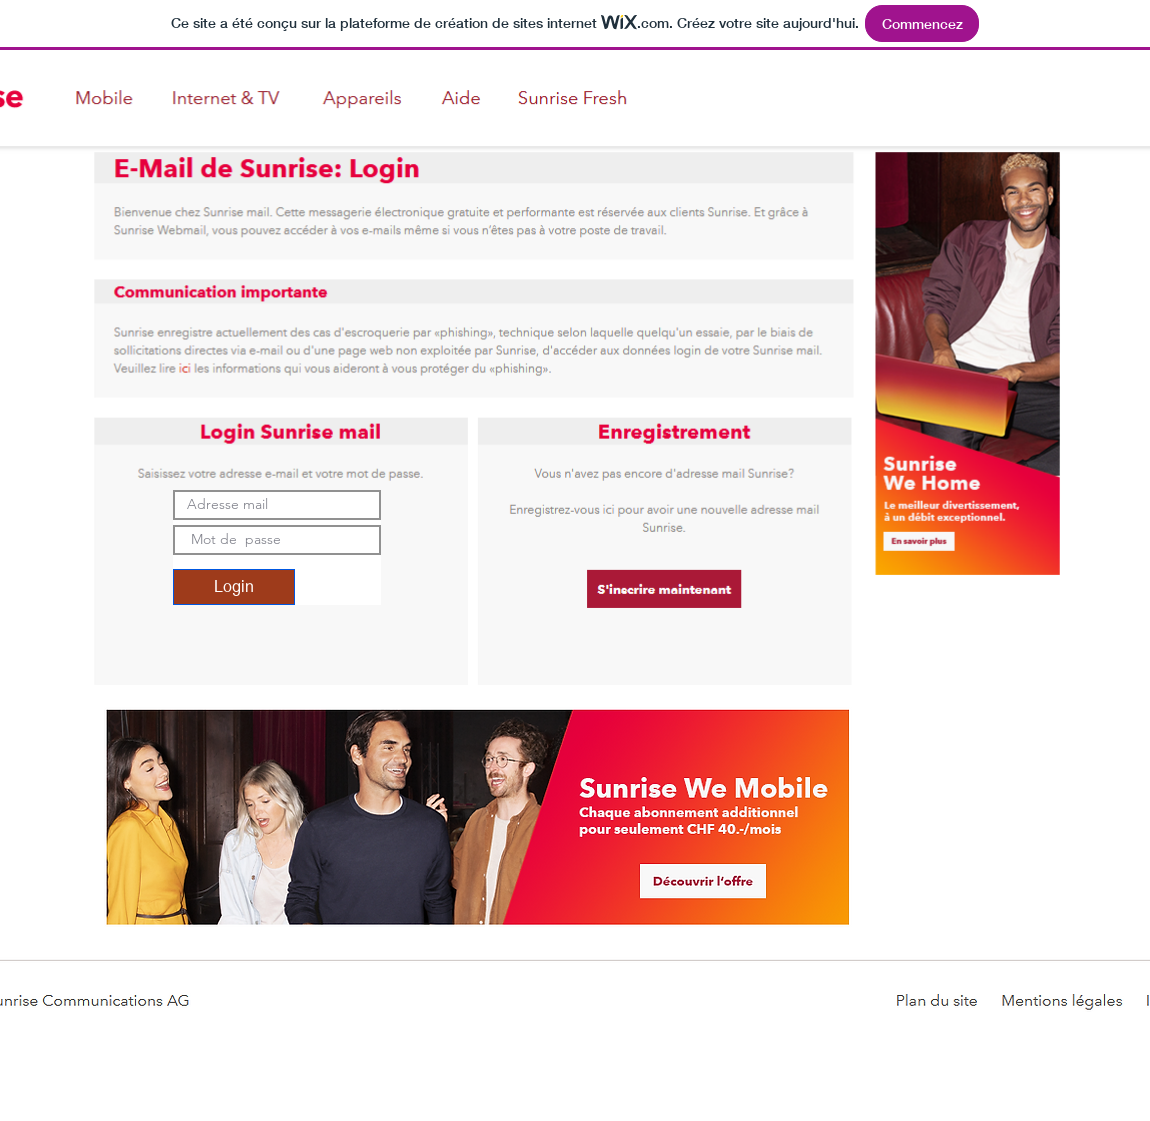 Ce site a été conçu sur la plateforme de création de sites internet WiX.com. Créez votre site aujourd'hui.
Commencez
se
Mobile
Internet & TV
Appareils
Aide
Sunrise Fresh
E-Mail de Sunrise: Login
Bienvenue chez Sunrise mail. Cette messagerie électronique gratuite et performante est réservée aux clients Sunrise. Et grâce à
Sunrise Webmail, vous pouvez accéder à vos e-mails même si vous n'êtes pas à votre poste de travail.
Communication importante
Sunrise enregistre actuellement des cas d'escroquerie par «phishing», technique selon laquelle quelqu'un essaie, par le biais de
sollicitations directes via e-mail ou d'une page web non exploitée par Sunrise, d'accéder aux données login de votre Sunrise mail.
Veuillez lire ici les informations qui vous aideront à vous protéger du «phishing».
Login Sunrise mail
Saisissez votre adresse e-mail et votre mot de passe.
Adresse mail
Mot de  passe
Login
Enregistrement
Vous n'avez pas encore d'adresse mail Sunrise?
Enregistrez-vous ici pour avoir une nouvelle adresse mail
Sunrise.
S'inscrire maintenant
Sunrise
We Home
Le meilleur divertissement,
à un débit exceptionnel.
En savoir plus
Sunrise We Mobile
Chaque abonnement additionnel
pour seulement CHF 40.-/mois
Découvrir l'offre
unrise Communications AG
Plan du site
Mentions légales